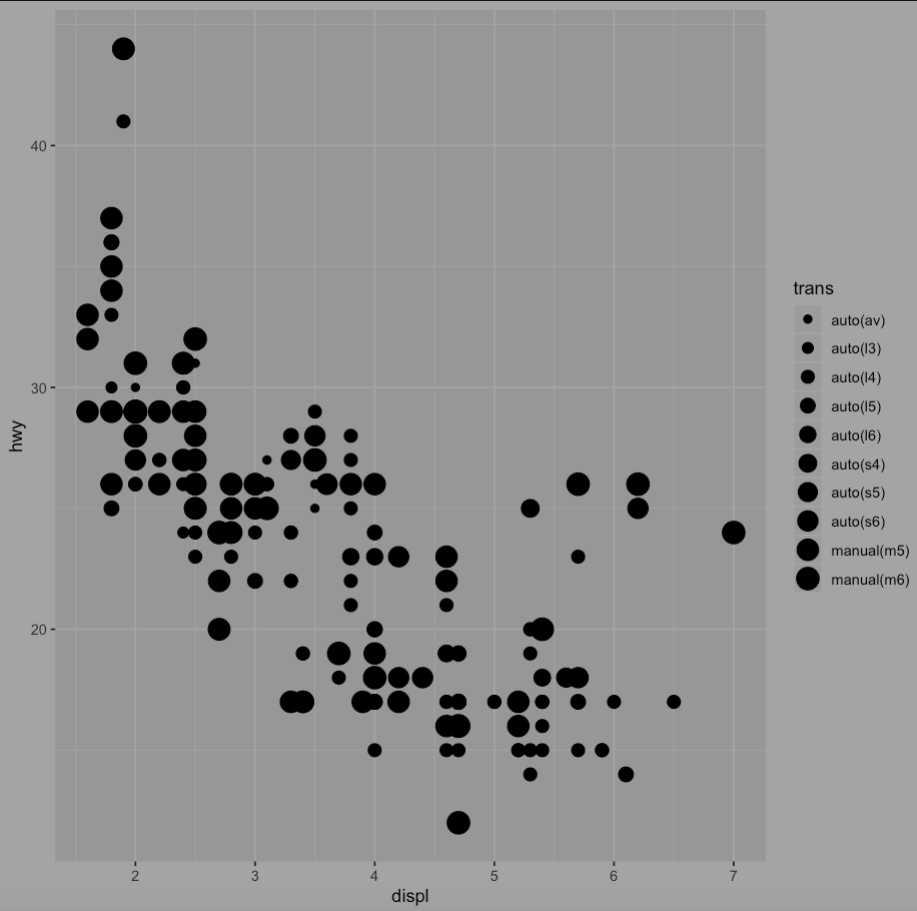 hwy
40
30
20
2 3 4 5 6 7
displ
trans
auto(av)
auto(l3)
auto(l4)
auto(l5)
auto(l6)
auto(s4)
auto(s5)
auto(s6)
manual(m5)
manual(m6)